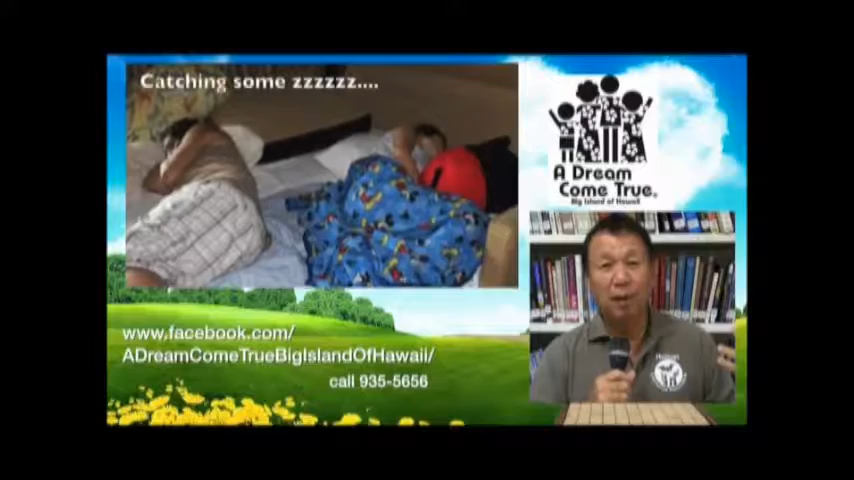 Catching some zzzzzz....
A Dream
Come True®
Big Island of Hawaii
www.facebook.com/
ADreamComeTrueBigIslandOfHawaii/
call 935-5656